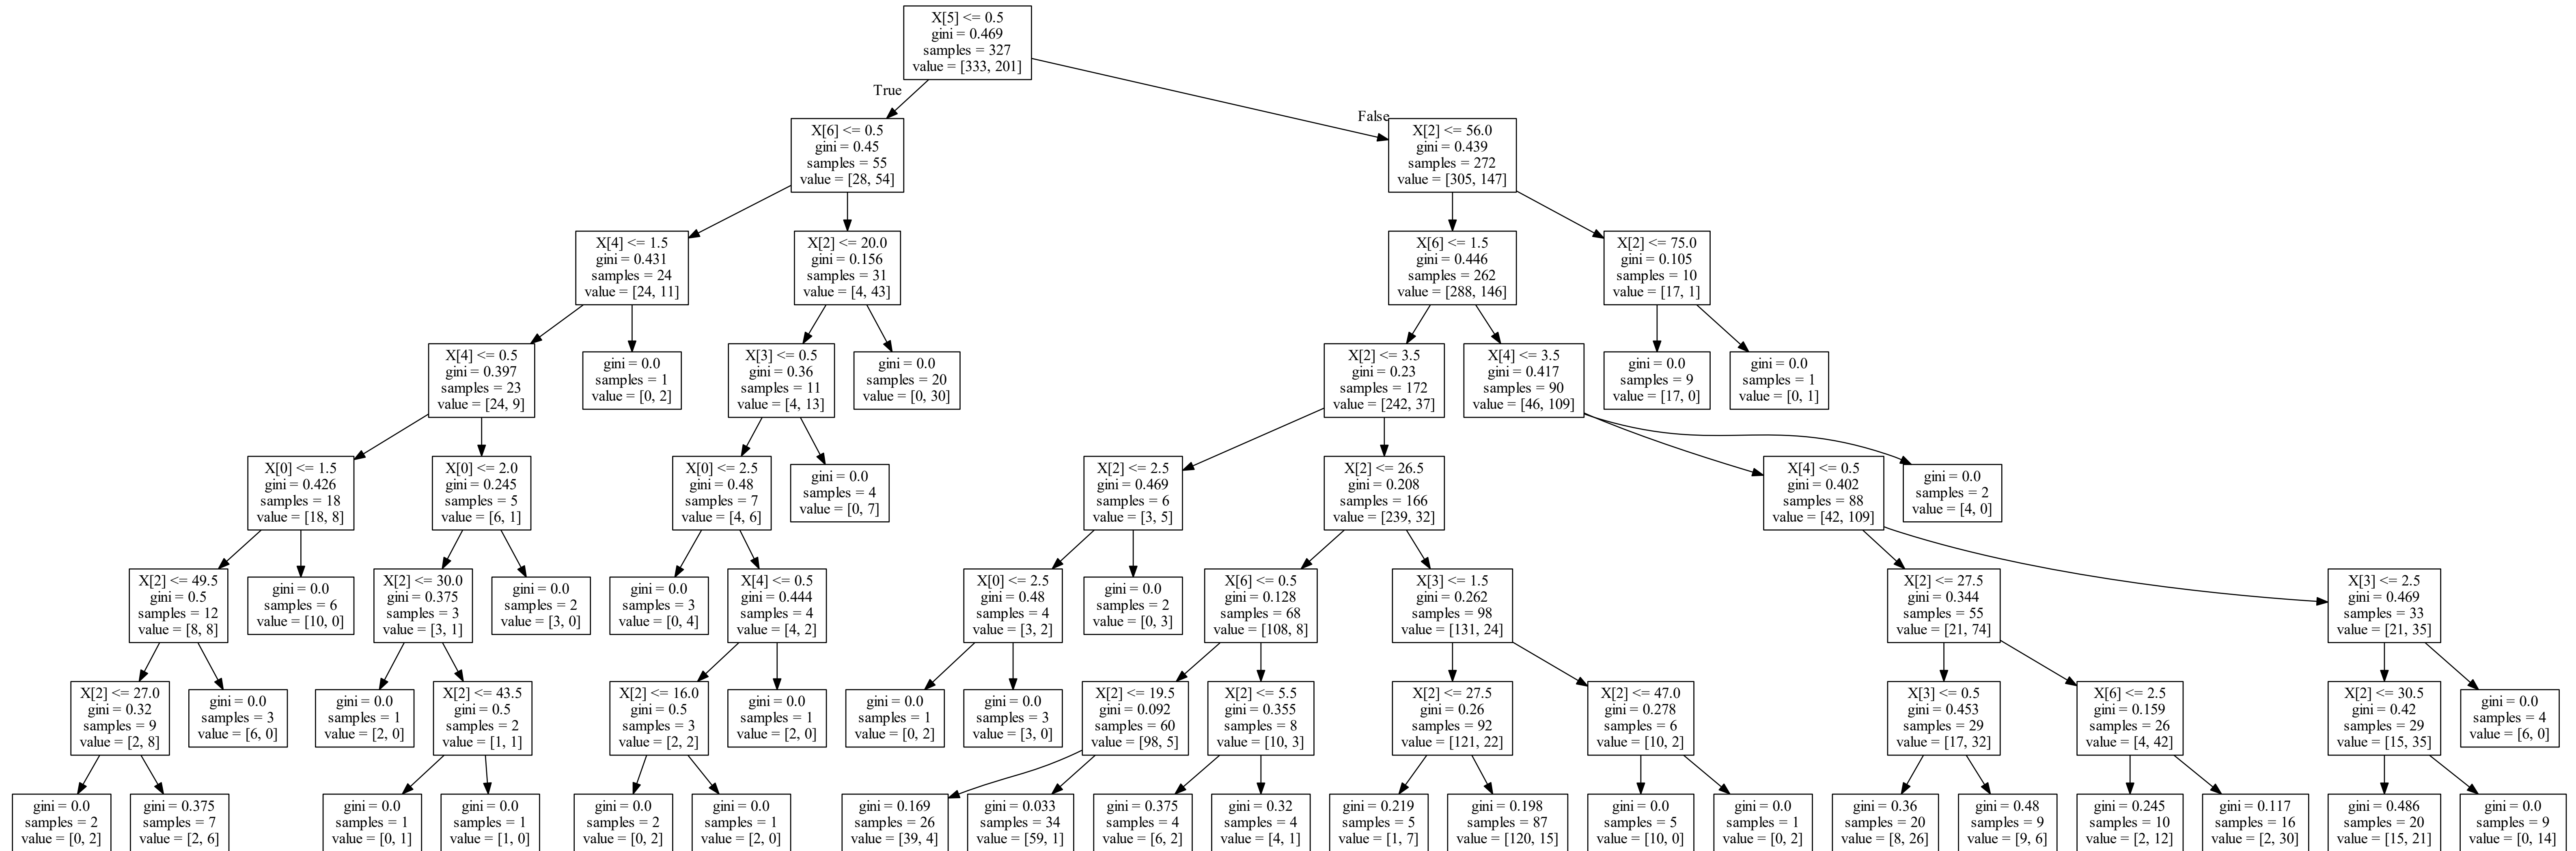 X[5] <= 0.5
gini = 0.469
samples = 327
value = [333, 201]
True
False
X[6] <= 0.5
gini = 0.45
samples = 55
value = [28, 54]
X[2] <= 56.0
gini = 0.439
samples = 272
value = [305, 147]
X[4] <= 1.5
gini = 0.431
samples = 24
value = [24, 11]
X[2] <= 20.0
gini = 0.156
samples = 31
value = [4, 43]
X[6] <= 1.5
gini = 0.446
samples = 262
value = [288, 146]
X[2] <= 75.0
gini = 0.105
samples = 10
value = [17, 1]
X[4] <= 0.5
gini = 0.397
samples = 23
value = [24, 9]
gini = 0.0
samples = 1
value = [0, 2]
X[3] <= 0.5
gini = 0.36
samples = 11
value = [4, 13]
gini = 0.0
samples = 20
value = [0, 30]
X[2] <= 3.5
gini = 0.23
samples = 172
value = [242, 37]
X[4] <= 3.5
gini = 0.417
samples = 90
value = [46, 109]
gini = 0.0
samples = 9
value = [17, 0]
gini = 0.0
samples = 1
value = [0, 1]
X[0] <= 1.5
gini = 0.426
samples = 18
value = [18, 8]
X[0] <= 2.0
gini = 0.245
samples = 5
value = [6, 1]
X[0] <= 2.5
gini = 0.48
samples = 7
value = [4, 6]
gini = 0.0
samples = 4
value = [0, 7]
X[2] <= 2.5
gini = 0.469
samples = 6
value = [3, 5]
X[2] <= 26.5
gini = 0.208
samples = 166
value = [239, 32]
X[4] <= 0.5
gini = 0.402
samples = 88
value = [42, 109]
gini = 0.0
samples = 2
value = [4, 0]
X[2] <= 49.5
gini = 0.5
samples = 12
value = [8, 8]
gini = 0.0
samples = 6
value = [10, 0]
X[2] <= 30.0
gini = 0.375
samples = 3
value = [3, 1]
gini = 0.0
samples = 2
value = [3, 0]
gini = 0.0
samples = 3
value = [0, 4]
X[4] <= 0.5
gini = 0.444
samples = 4
value = [4, 2]
X[0] <= 2.5
gini = 0.48
samples = 4
value = [3, 2]
gini = 0.0
samples = 2
value = [0, 3]
X[6] <= 0.5
gini = 0.128
samples = 68
value = [108, 8]
X[3] <= 1.5
gini = 0.262
samples = 98
value = [131, 24]
X[2] <= 27.5
gini = 0.344
samples = 55
value = [21, 74]
X[3] <= 2.5
gini = 0.469
samples = 33
value = [21, 35]
X[2] <= 27.0
gini = 0.32
samples = 9
value = [2, 8]
gini = 0.0
samples = 3
value = [6, 0]
gini = 0.0
samples = 1
value = [2, 0]
X[2] <= 43.5
gini = 0.5
samples = 2
value = [1, 1]
X[2] <= 16.0
gini = 0.5
samples = 3
value = [2, 2]
gini = 0.0
samples = 1
value = [2, 0]
gini = 0.0
samples = 1
value = [0, 2]
gini = 0.0
samples = 3
value = [3, 0]
X[2] <= 19.5
gini = 0.092
samples = 60
value = [98, 5]
X[2] <= 5.5
gini = 0.355
samples = 8
value = [10, 3]
X[2] <= 27.5
gini = 0.26
samples = 92
value = [121, 22]
X[2] <= 47.0
gini = 0.278
samples = 6
value = [10, 2]
X[3] <= 0.5
gini = 0.453
samples = 29
value = [17, 32]
X[6] <= 2.5
gini = 0.159
samples = 26
value = [4, 42]
X[2] <= 30.5
gini = 0.42
samples = 29
value = [15, 35]
gini = 0.0
samples = 4
value = [6, 0]
gini = 0.0
samples = 2
value = [0, 2]
gini = 0.375
samples = 7
value = [2, 6]
gini = 0.0
samples = 1
value = [0, 1]
gini = 0.0
samples = 1
value = [1, 0]
gini = 0.0
samples = 2
value = [0, 2]
gini = 0.0
samples = 1
value = [2, 0]
gini = 0.169
samples = 26
value = [39, 4]
gini = 0.033
samples = 34
value = [59, 1]
gini = 0.375
samples = 4
value = [6, 2]
gini = 0.32
samples = 4
value = [4, 1]
gini = 0.219
samples = 5
value = [1, 7]
gini = 0.198
samples = 87
value = [120, 15]
gini = 0.0
samples = 5
value = [10, 0]
gini = 0.0
samples = 1
value = [0, 2]
gini = 0.36
samples = 20
value = [8, 26]
gini = 0.48
samples = 9
value = [9, 6]
gini = 0.245
samples = 10
value = [2, 12]
gini = 0.117
samples = 16
value = [2, 30]
gini = 0.486
samples = 20
value = [15, 21]
gini = 0.0
samples = 9
value = [0, 14]